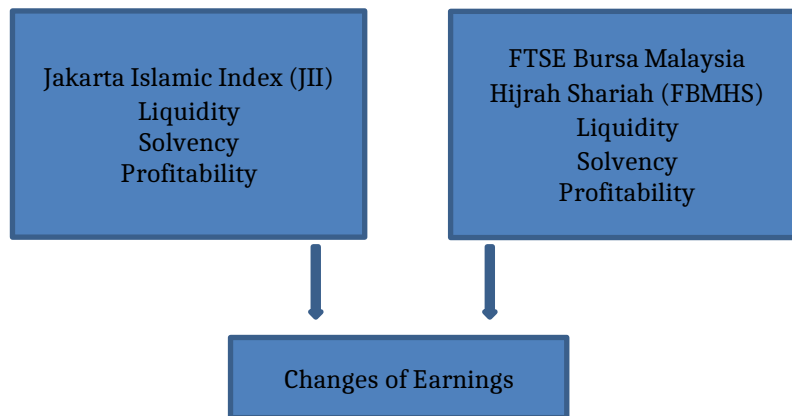 Jakarta Islamic Index (JII)
Liquidity
Solvency
Profitability
FTSE Bursa Malaysia
Hijrah Shariah (FBMHS)
Liquidity
Solvency
Profitability
Changes of Earnings